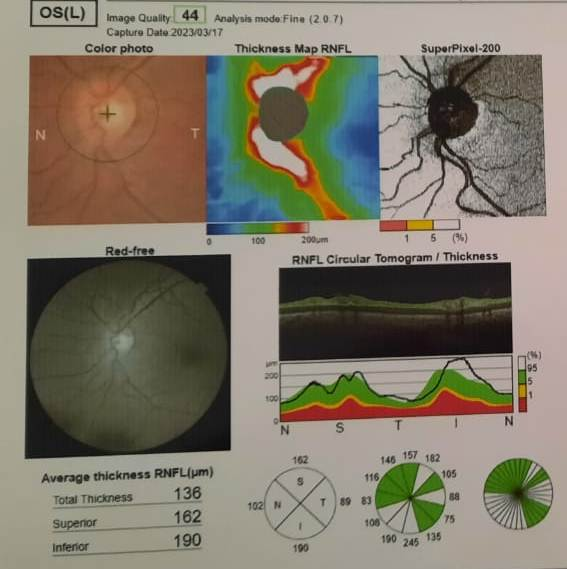 OS(L)
Image Quality: 44 Analysis mode:Fine (2.0.7)
Capture Date:2023/03/17
Color photo
Thickness Map RNFL
SuperPixel-200
N
T
0 100 200μm
1 5 (%)
Red-free
RNFL Circular Tomogram / Thickness
μm
200
100
0
N S T I N
(%)
95
5
1
Average thickness RNFL(μm)
Total Thickness 136
Superior 162
Inferior 190
162
S
102 N T 89
I
190
146 157 182
116 105
83 88
108 75
190 245 135